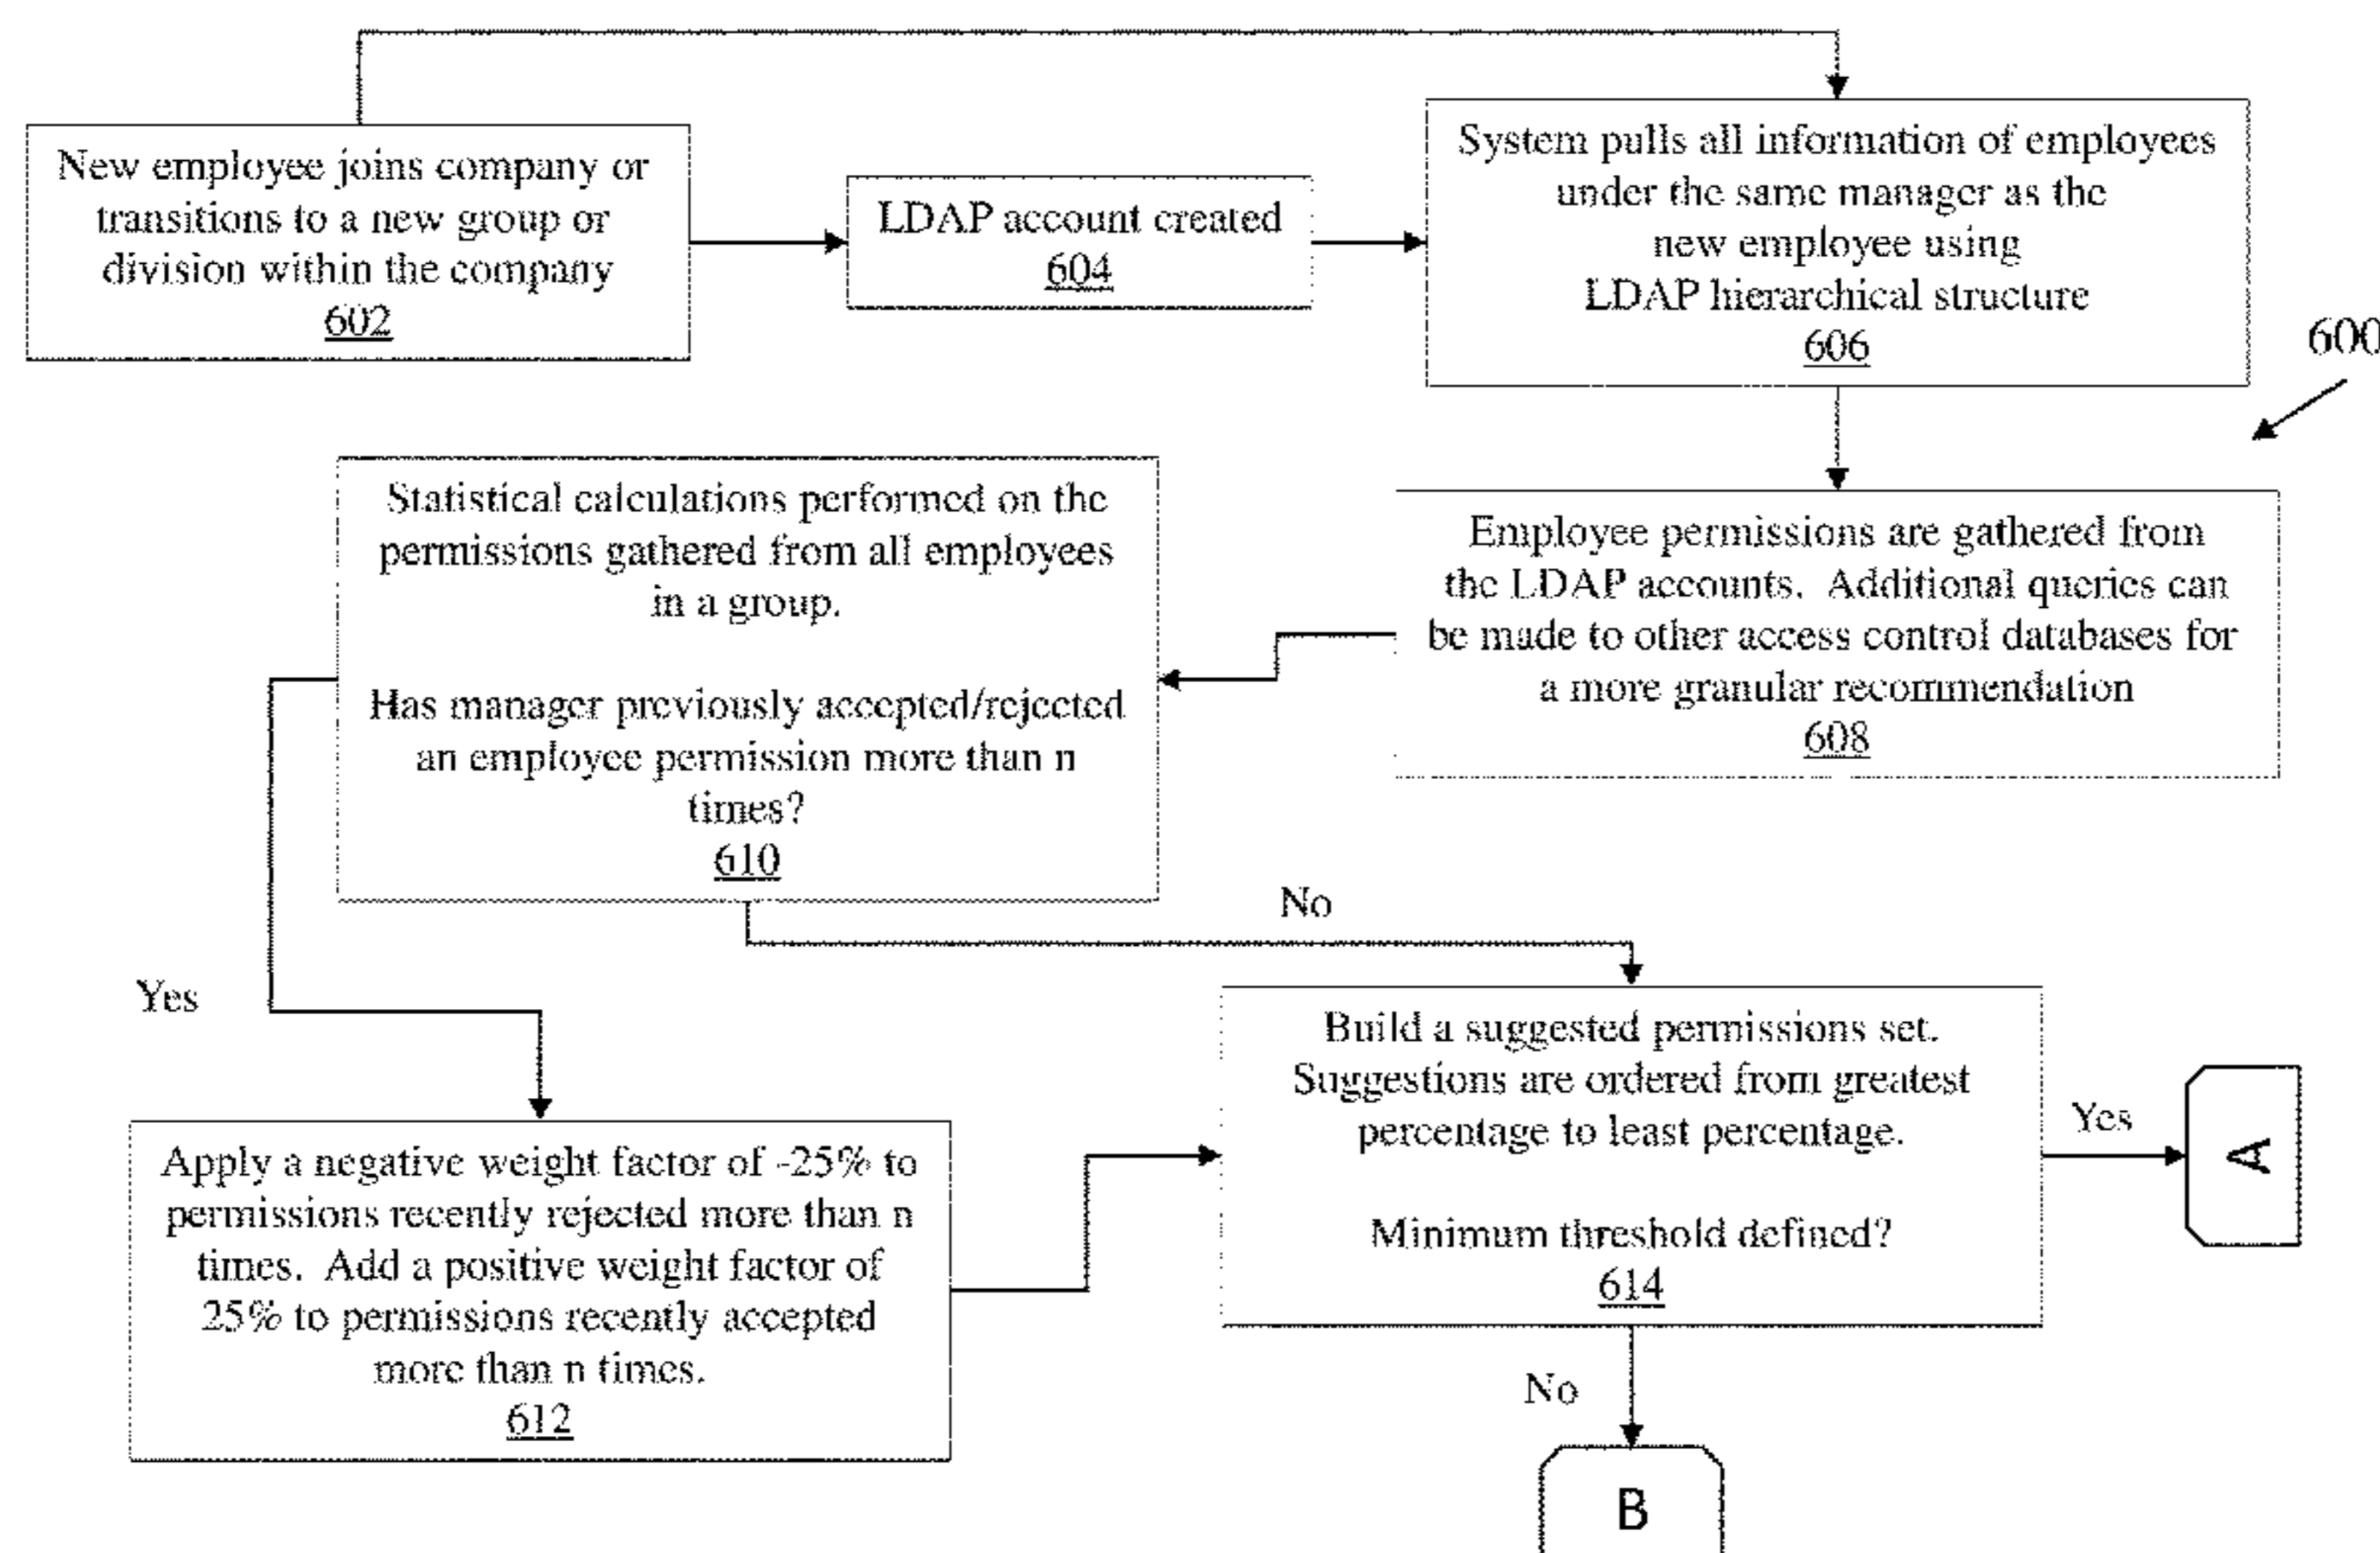 New employee joins company or
transitions to a new group or
division within the company
602
LDAP account created
604
System pulls all information of employees
under the same manager as the
new employee using
LDAP hierarchical structure
606
600
Employee permissions are gathered from
the LDAP accounts. Additional queries can
be made to other access control databases for
a more granular recommendation
608
Statistical calculations performed on the
permissions gathered from all employees
in a group.
Has manager previously accepted/rejected
an employee permission more than n
times?
610
No
Yes
Apply a negative weight factor of -25% to
permissions recently rejected more than n
times. Add a positive weight factor of
25% to permissions recently accepted
more than n times.
612
Build a suggested permissions set.
Suggestions are ordered from greatest
percentage to least percentage.
Minimum threshold defined?
614
Yes
A
No
B